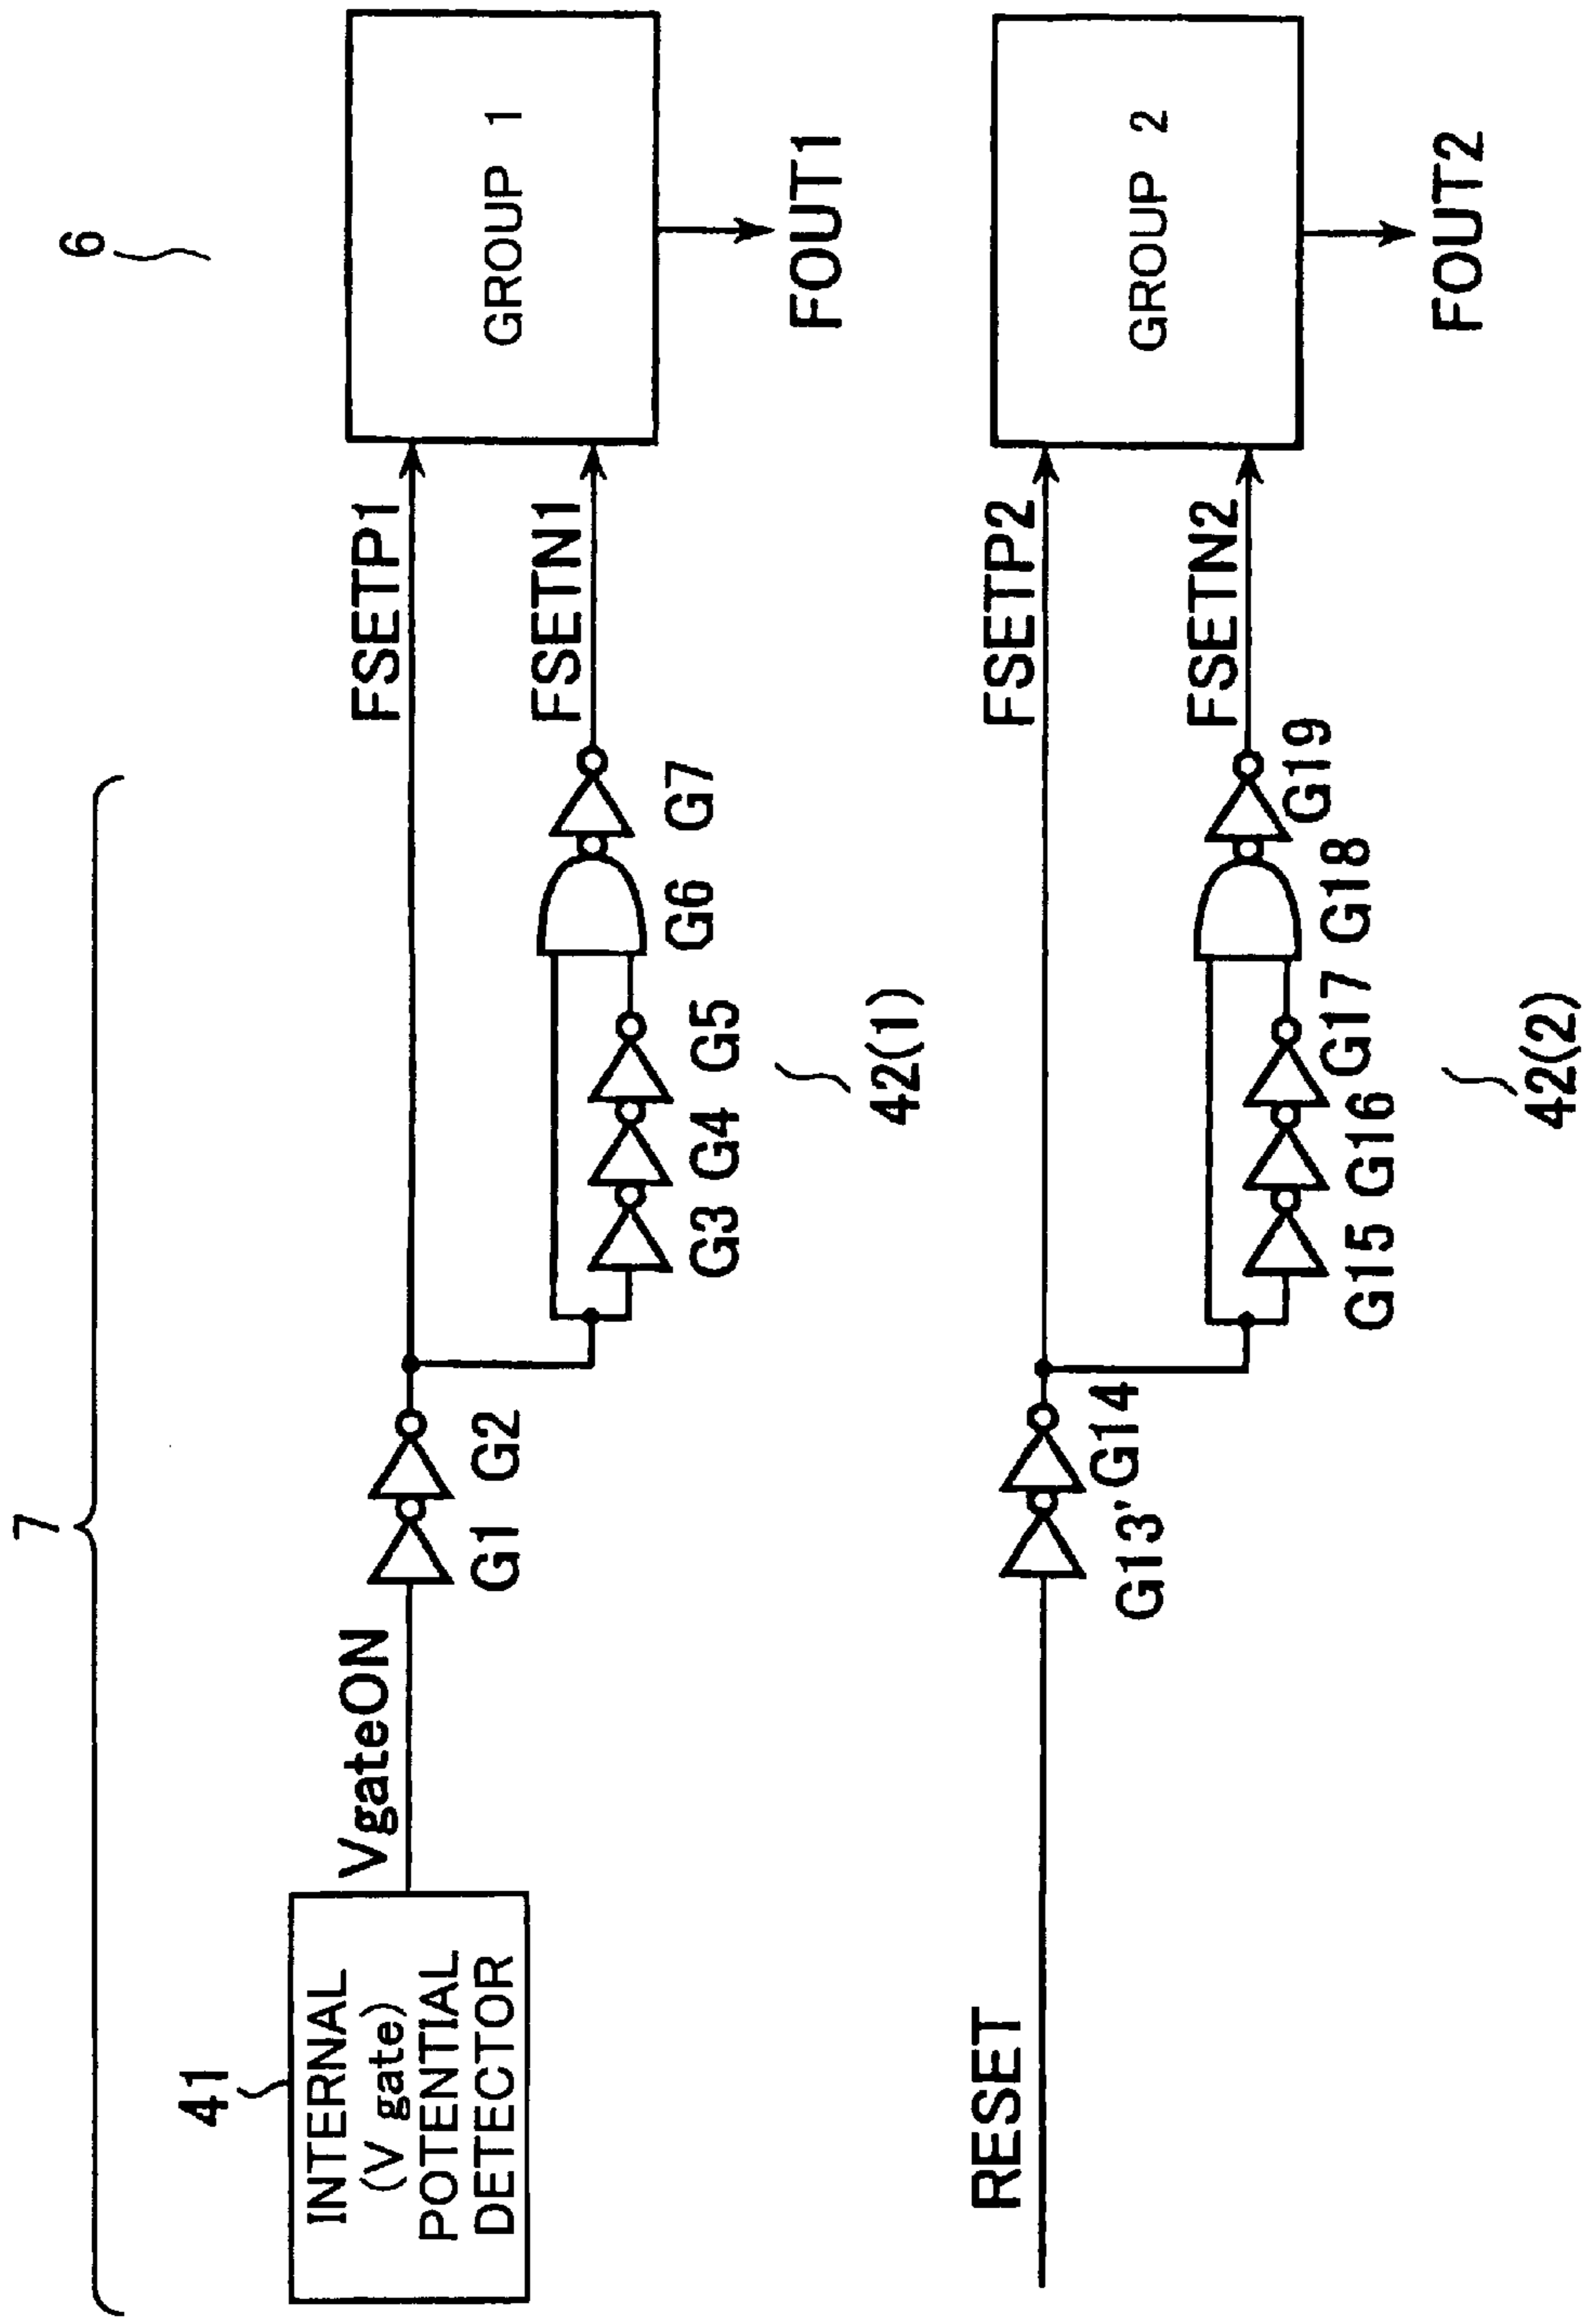 7
6
41
INTERNAL
(V gate)
POTENTIAL
DETECTOR
VgateON
G1 G2
FSETP1
FSETN1
G3 G4 G5
G6 G7
42(1)
GROUP 1
FOUT1
RESET
G13' G14
FSETP2
FSETN2
G15 G16 G17 G18 G19
42(2)
GROUP 2
FOUT2